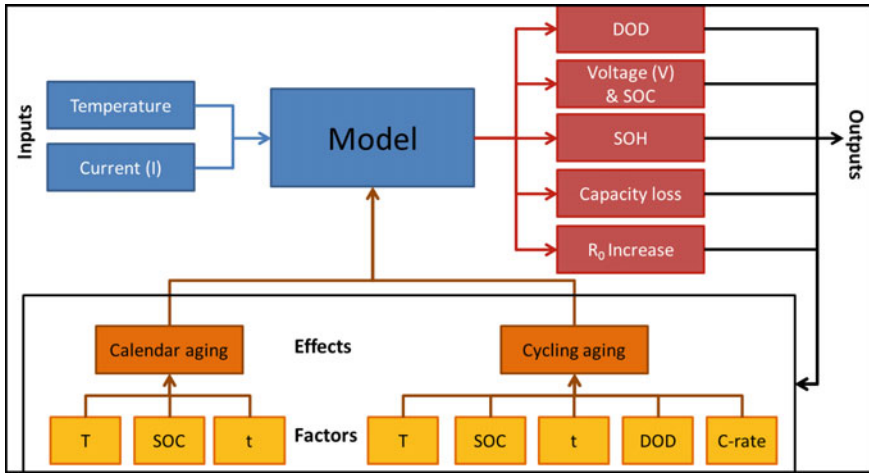 Inputs
Temperature
Current (I)
Model
DOD
Voltage (V)
& SOC
SOH
Capacity loss
R₀ Increase
Outputs
Calendar aging
Effects
Cycling aging
T
SOC
t
Factors
T
SOC
t
DOD
C-rate